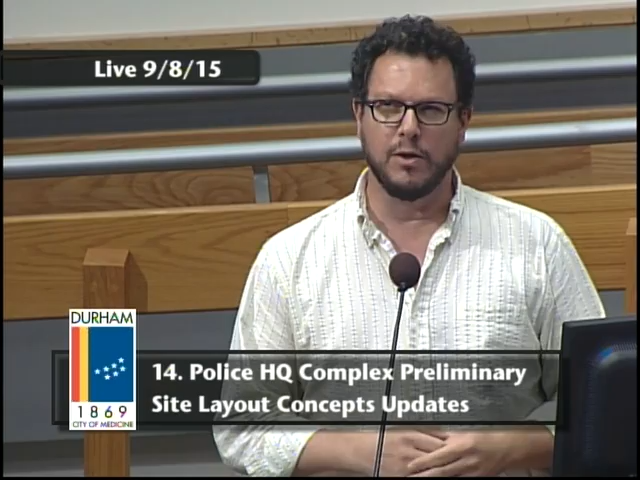 Live 9/8/15
DURHAM
1869
CITY OF MEDICINE
14. Police HQ Complex Preliminary
Site Layout Concepts Updates